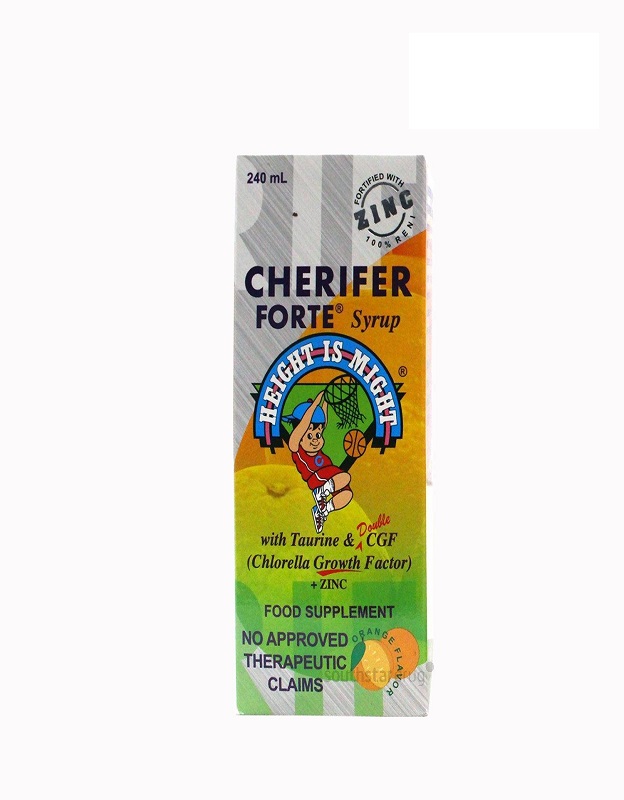 240 mL
FORTIFIED WITH
ZINC
100% RENI
CHERIFER
FORTE® Syrup
HEIGHT IS MIGHT
®
Double
with Taurine & CGF
(Chlorella Growth Factor)
+ ZINC
FOOD SUPPLEMENT
NO APPROVED
THERAPEUTIC
CLAIMS
ORANGE FLAVOR
southstardrug